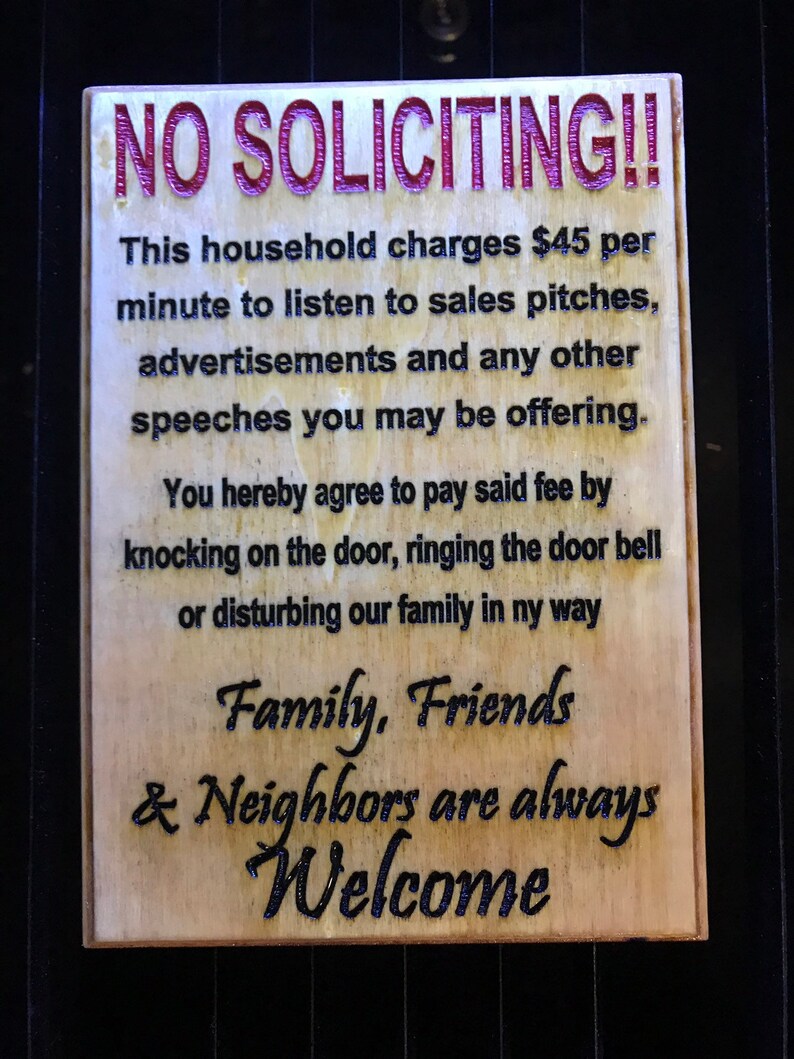 NO SOLICITING!!
This household charges $45 per
minute to listen to sales pitches,
advertisements and any other
speeches you may be offering.
You hereby agree to pay said fee by
knocking on the door, ringing the door bell
or disturbing our family in ny way
Family, Friends
& Neighbors are always
Welcome